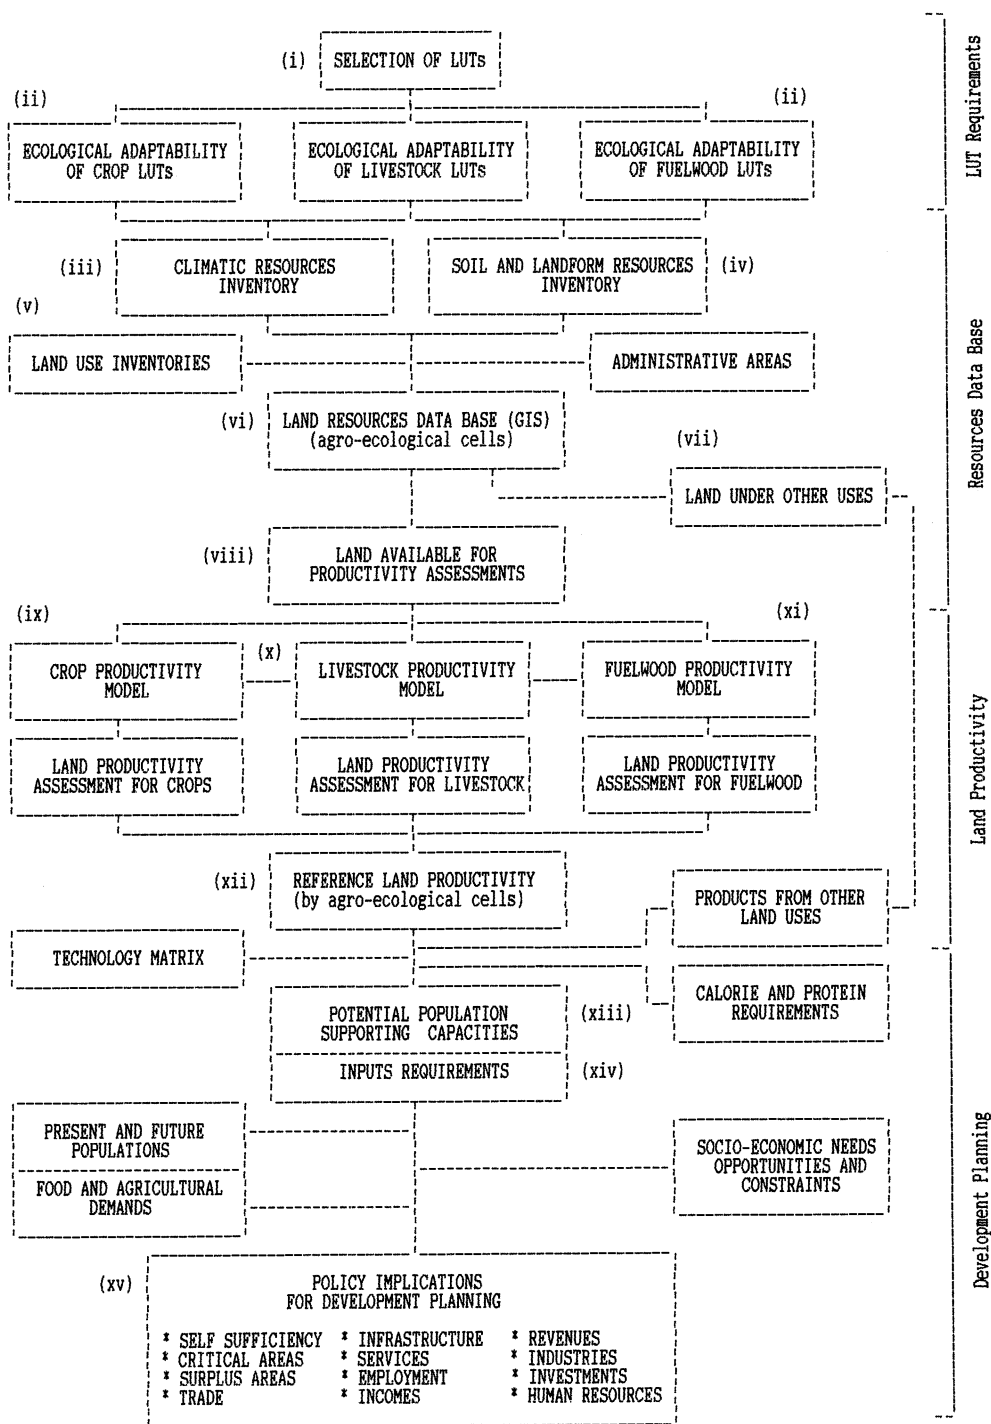 (i) SELECTION OF LUTs
(ii)
(ii)
ECOLOGICAL ADAPTABILITY
OF CROP LUTs
ECOLOGICAL ADAPTABILITY
OF LIVESTOCK LUTs
ECOLOGICAL ADAPTABILITY
OF FUELWOOD LUTs
LUT Requirements
(iii)
CLIMATIC RESOURCES
INVENTORY
SOIL AND LANDFORM RESOURCES
INVENTORY
(iv)
(v)
LAND USE INVENTORIES
ADMINISTRATIVE AREAS
(vi)
LAND RESOURCES DATA BASE (GIS)
(agro-ecological cells)
(vii)
LAND UNDER OTHER USES
(viii)
LAND AVAILABLE FOR
PRODUCTIVITY ASSESSMENTS
Resources Data Base
(ix)
CROP PRODUCTIVITY
MODEL
(x)
LIVESTOCK PRODUCTIVITY
MODEL
(xi)
FUELWOOD PRODUCTIVITY
MODEL
LAND PRODUCTIVITY
ASSESSMENT FOR CROPS
LAND PRODUCTIVITY
ASSESSMENT FOR LIVESTOCK
LAND PRODUCTIVITY
ASSESSMENT FOR FUELWOOD
Land Productivity
(xii)
REFERENCE LAND PRODUCTIVITY
(by agro-ecological cells)
PRODUCTS FROM OTHER
LAND USES
TECHNOLOGY MATRIX
CALORIE AND PROTEIN
REQUIREMENTS
POTENTIAL POPULATION
SUPPORTING CAPACITIES
(xiii)
INPUTS REQUIREMENTS
(xiv)
PRESENT AND FUTURE
POPULATIONS
FOOD AND AGRICULTURAL
DEMANDS
SOCIO-ECONOMIC NEEDS
OPPORTUNITIES AND
CONSTRAINTS
Development Planning
(xv)
POLICY IMPLICATIONS
FOR DEVELOPMENT PLANNING
* SELF SUFFICIENCY * INFRASTRUCTURE * REVENUES
* CRITICAL AREAS * SERVICES * INDUSTRIES
* SURPLUS AREAS * EMPLOYMENT * INVESTMENTS
* TRADE * INCOMES * HUMAN RESOURCES